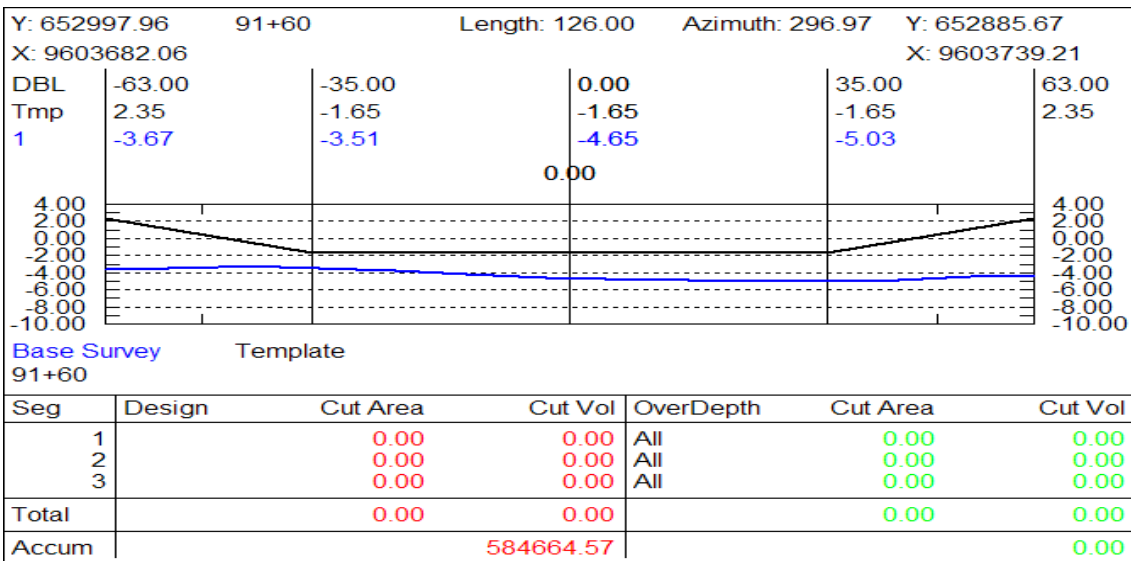 Y: 652997.96 91+60 Length: 126.00 Azimuth: 296.97 Y: 652885.67
X: 9603682.06 X: 9603739.21
DBL -63.00 -35.00 0.00 35.00 63.00
Tmp 2.35 -1.65 -1.65 -1.65 2.35
1 -3.67 -3.51 -4.65 -5.03
0.00
4.00 4.00
2.00 2.00
0.00 0.00
-2.00 -2.00
-4.00 -4.00
-6.00 -6.00
-8.00 -8.00
-10.00 -10.00
Base Survey Template
91+60
Seg Design Cut Area Cut Vol OverDepth Cut Area Cut Vol
1 0.00 0.00 All 0.00 0.00
2 0.00 0.00 All 0.00 0.00
3 0.00 0.00 All 0.00 0.00
Total 0.00 0.00 0.00 0.00
Accum 584664.57 0.00